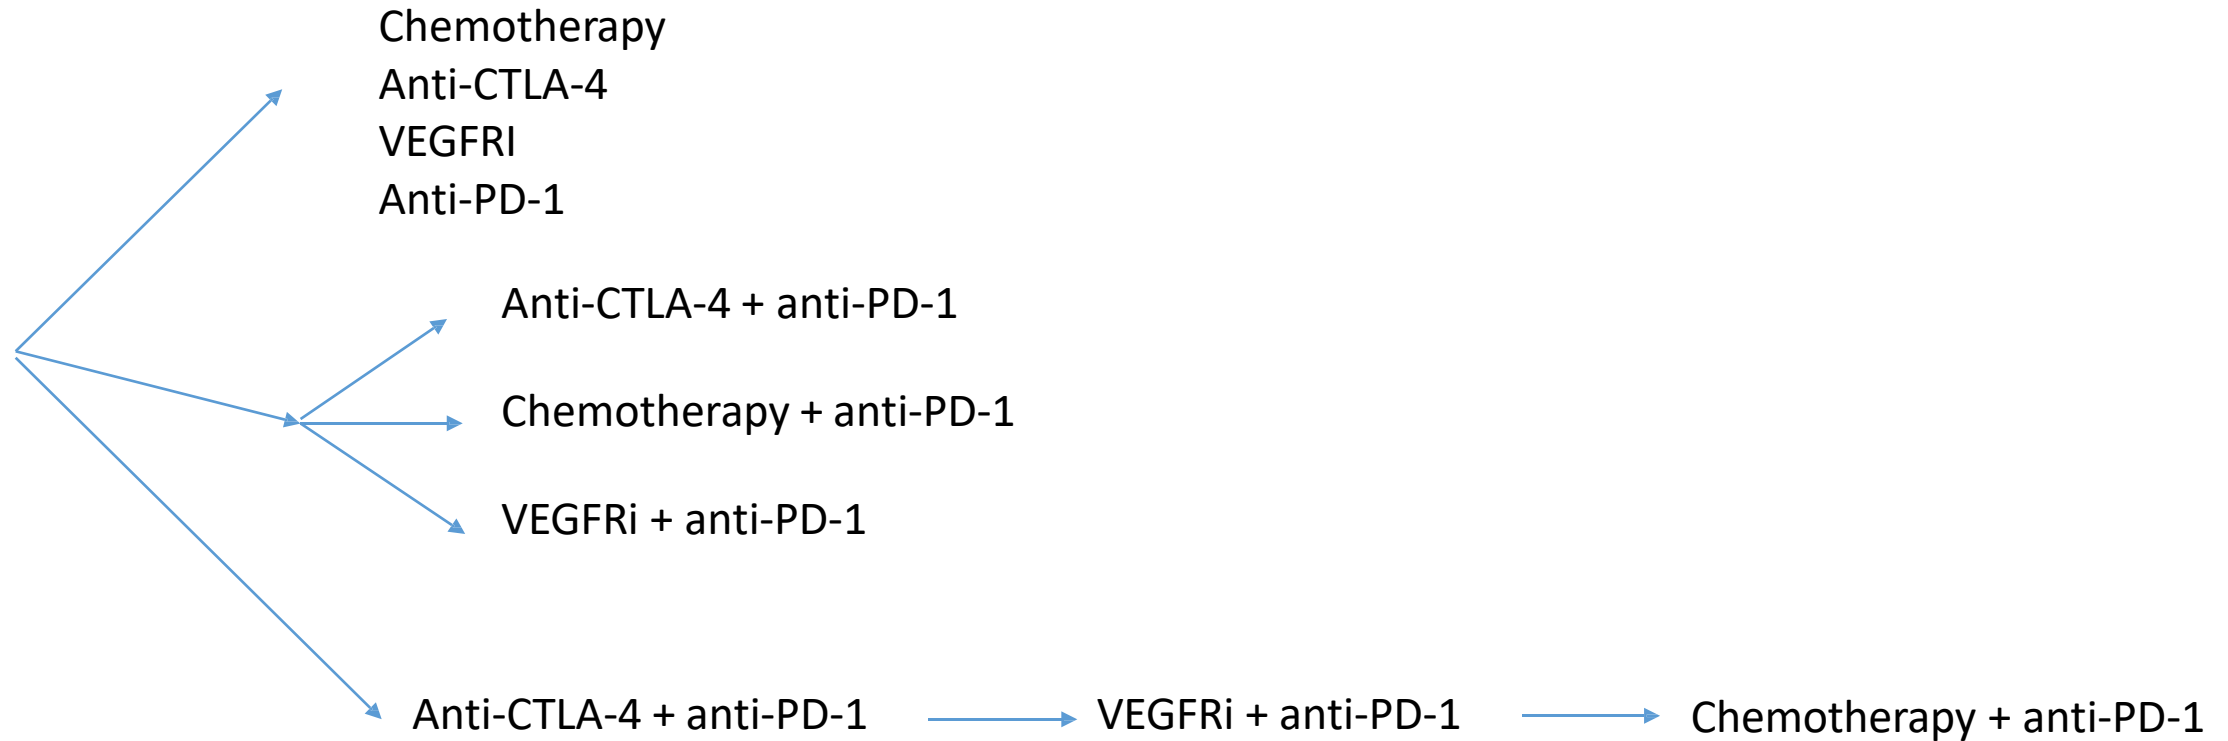 Chemotherapy
Anti-CTLA-4
VEGFRI
Anti-PD-1
Anti-CTLA-4 + anti-PD-1
Chemotherapy + anti-PD-1
VEGFRi + anti-PD-1
Anti-CTLA-4 + anti-PD-1 VEGFRi + anti-PD-1 Chemotherapy + anti-PD-1